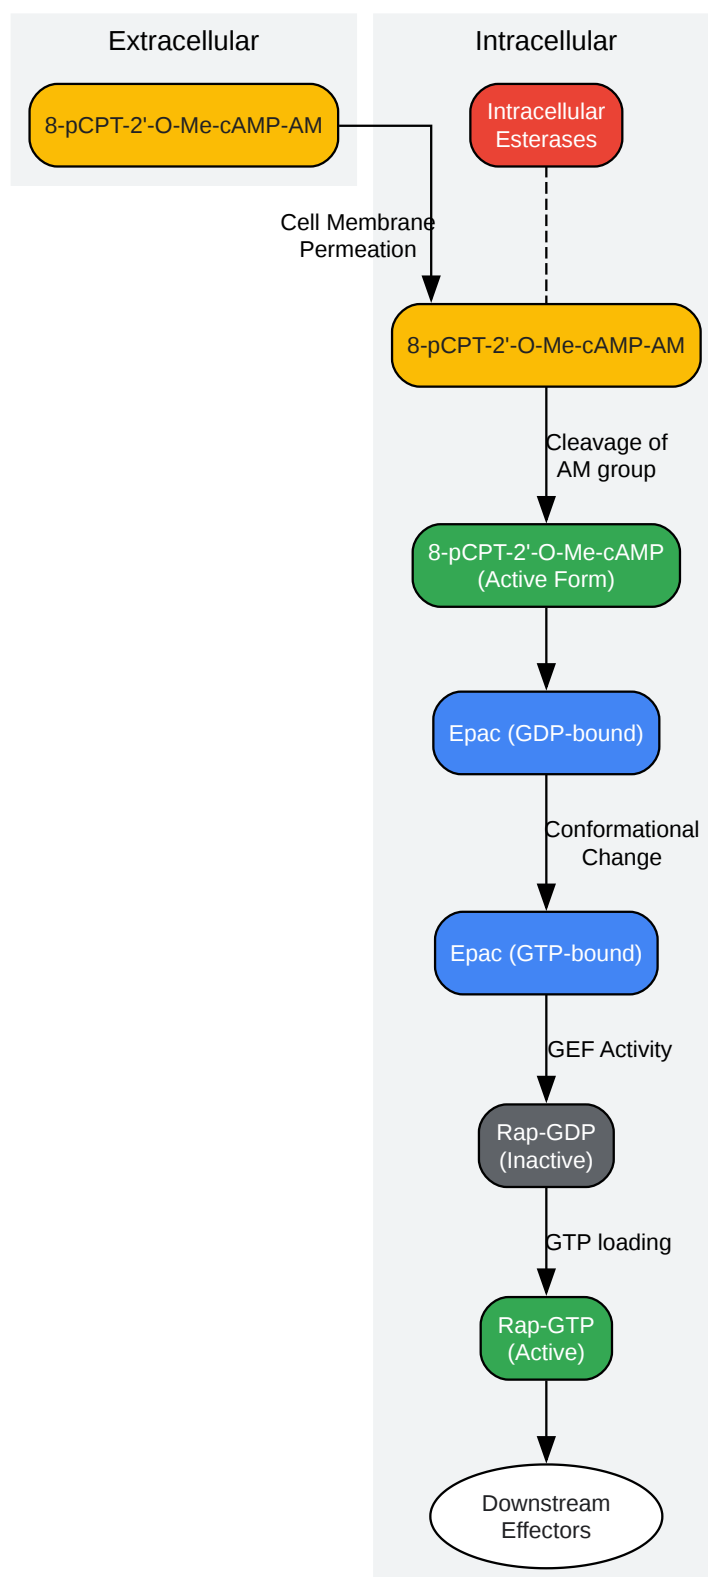 Extracellular
Intracellular
8-pCPT-2'-O-Me-cAMP-AM
Intracellular
Esterases
Cell Membrane
Permeation
8-pCPT-2'-O-Me-cAMP-AM
Cleavage of
AM group
8-pCPT-2'-O-Me-cAMP
(Active Form)
Epac (GDP-bound)
Conformational
Change
Epac (GTP-bound)
GEF Activity
Rap-GDP
(Inactive)
GTP loading
Rap-GTP
(Active)
Downstream
Effectors